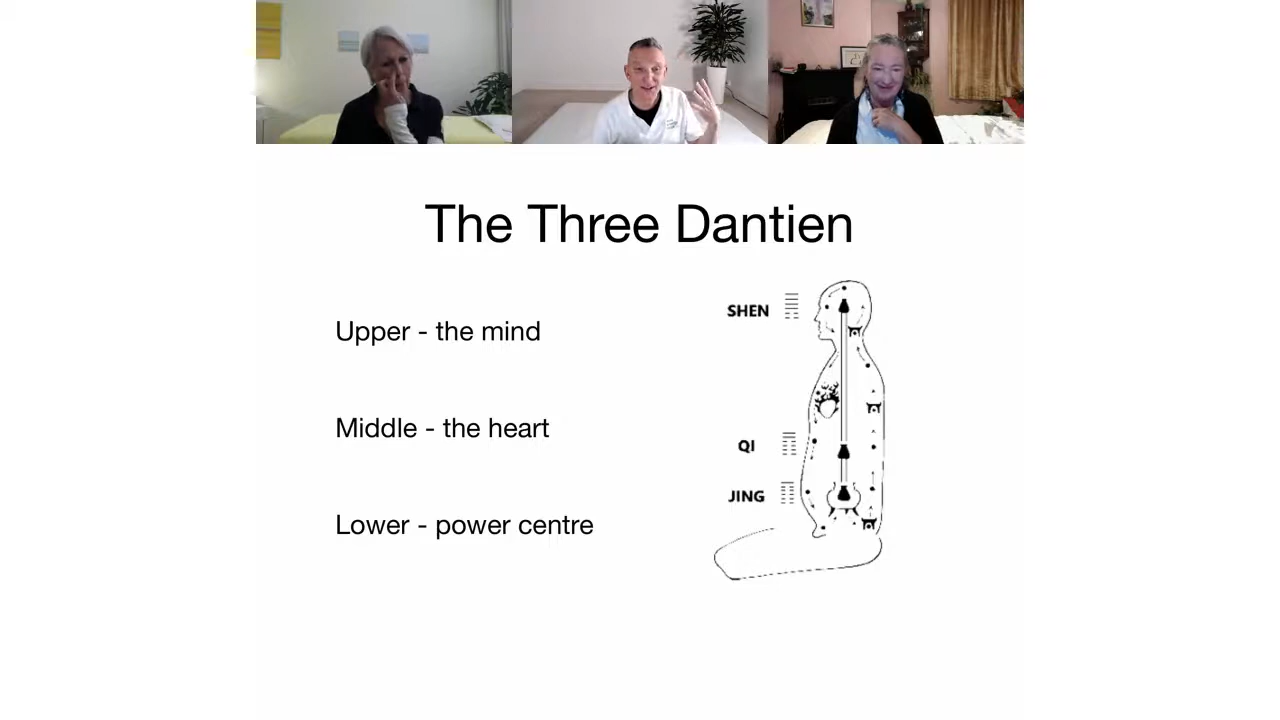 The Three Dantien
Upper - the mind
Middle - the heart
Lower - power centre
SHEN
QI
JING